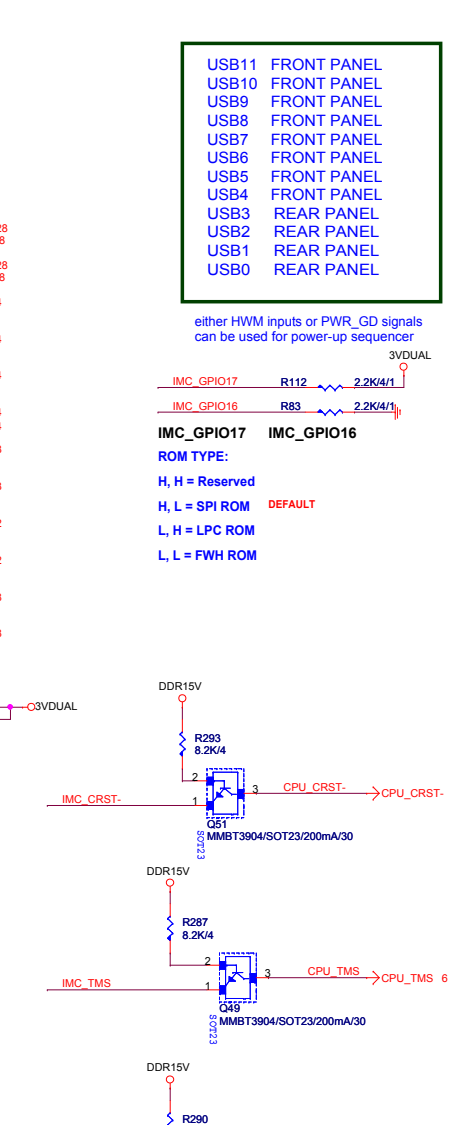 USB11 FRONT PANEL
USB10 FRONT PANEL
USB9 FRONT PANEL
USB8 FRONT PANEL
USB7 FRONT PANEL
USB6 FRONT PANEL
USB5 FRONT PANEL
USB4 FRONT PANEL
USB3 REAR PANEL
USB2 REAR PANEL
USB1 REAR PANEL
USB0 REAR PANEL
either HWM inputs or PWR_GD signals
can be used for power-up sequencer
3VDUAL
IMC_GPIO17 R112 2.2K/4/1
IMC_GPIO16 R83 2.2K/4/1
IMC_GPIO17 IMC_GPIO16
ROM TYPE:
H, H = Reserved
H, L = SPI ROM DEFAULT
L, H = LPC ROM
L, L = FWH ROM
3VDUAL
DDR15V
R293
8.2K/4
2
IMC_CRST- 1 3 CPU_CRST- CPU_CRST-
Q51
MMBT3904/SOT23/200mA/30
SOT23
DDR15V
R287
8.2K/4
2
IMC_TMS 1 3 CPU_TMS CPU_TMS 6
Q49
MMBT3904/SOT23/200mA/30
SOT23
DDR15V
R290